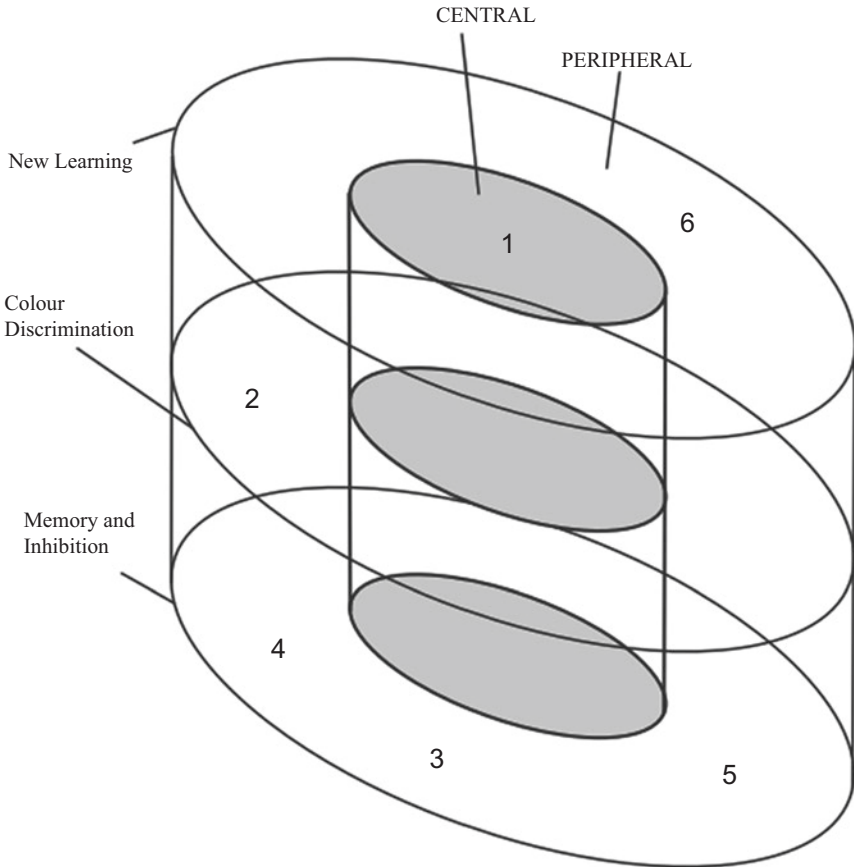 CENTRAL
PERIPHERAL
New Learning
6
1
Colour
Discrimination
2
Memory and
Inhibition
4
3
5